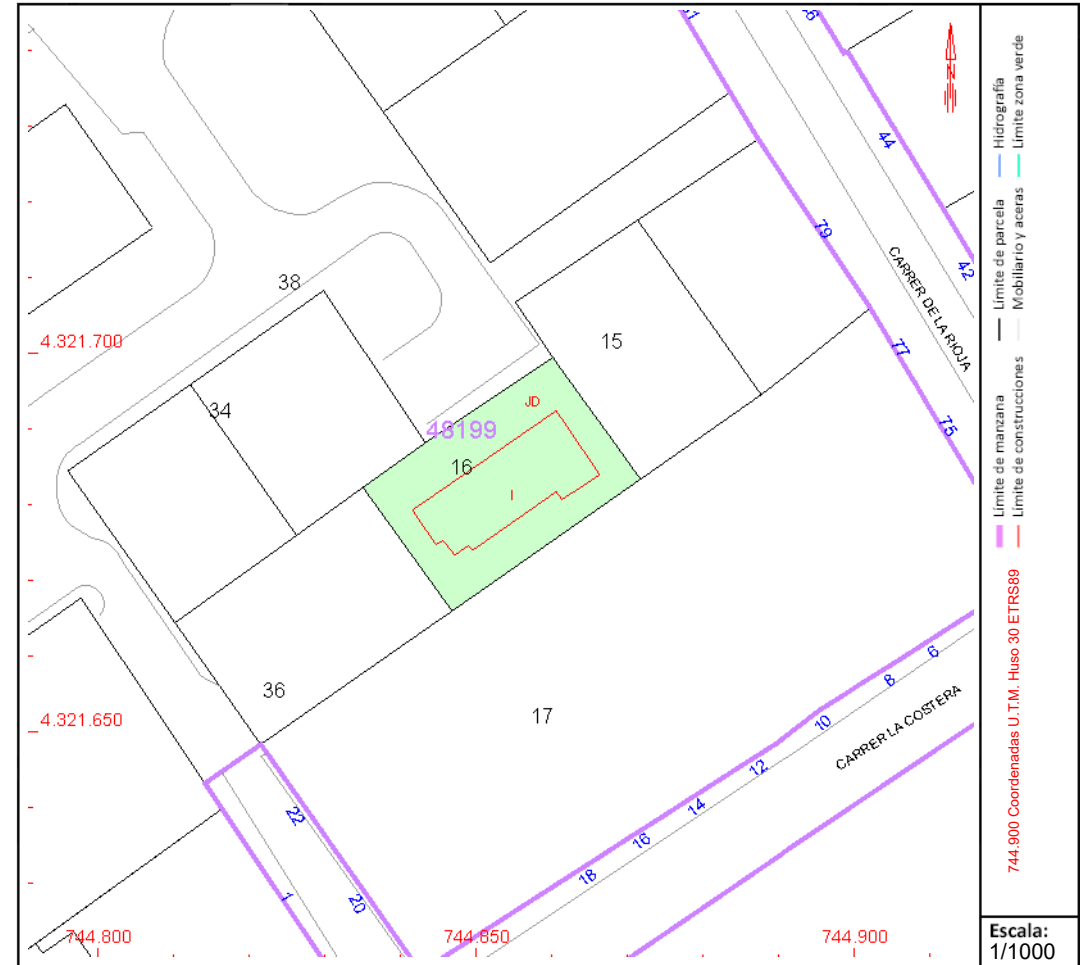 51
46
44
42
79
77
75
CARRER DE LA RIOJA
38
4.321.700
15
34
JD
48199
16
I
36
17
4.321.650
6
8
10
12
14
16
18
CARRER LA COSTERA
22
20
1
744.800
744.850
744.900
N
Hidrografía
Límite zona verde
Límite de parcela
Mobiliario y aceras
Límite de manzana
Límite de construcciones
744.900 Coordenadas U.T.M. Huso 30 ETRS89
Escala:
1/1000